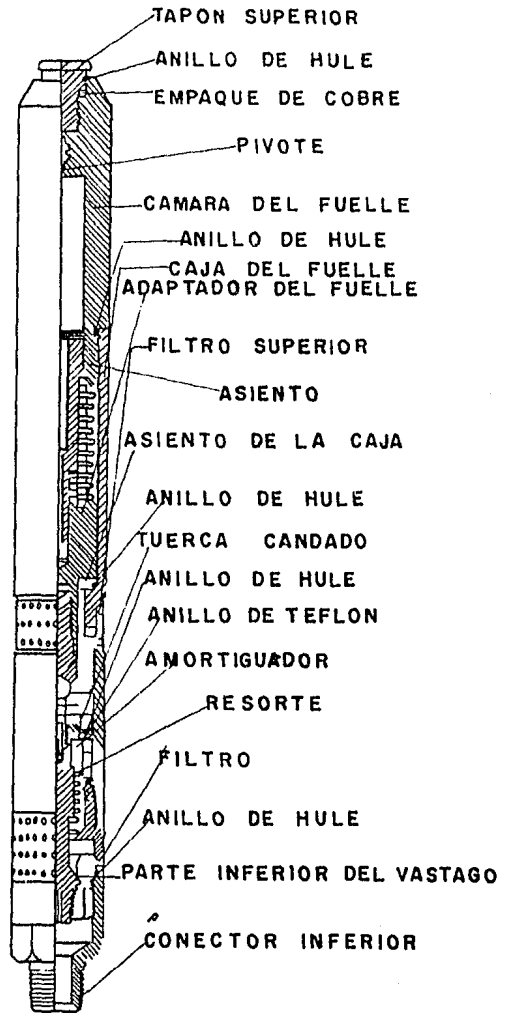 TAPON SUPERIOR
ANILLO DE HULE
EMPAQUE DE COBRE
PIVOTE
CAMARA DEL FUELLE
ANILLO DE HULE
CAJA DEL FUELLE
ADAPTADOR DEL FUELLE
FILTRO SUPERIOR
ASIENTO
ASIENTO DE LA CAJA
ANILLO DE HULE
TUERCA CANDADO
ANILLO DE HULE
ANILLO DE TEFLON
AMORTIGUADOR
RESORTE
FILTRO
ANILLO DE HULE
PARTE INFERIOR DEL VASTAGO
CONECTOR INFERIOR